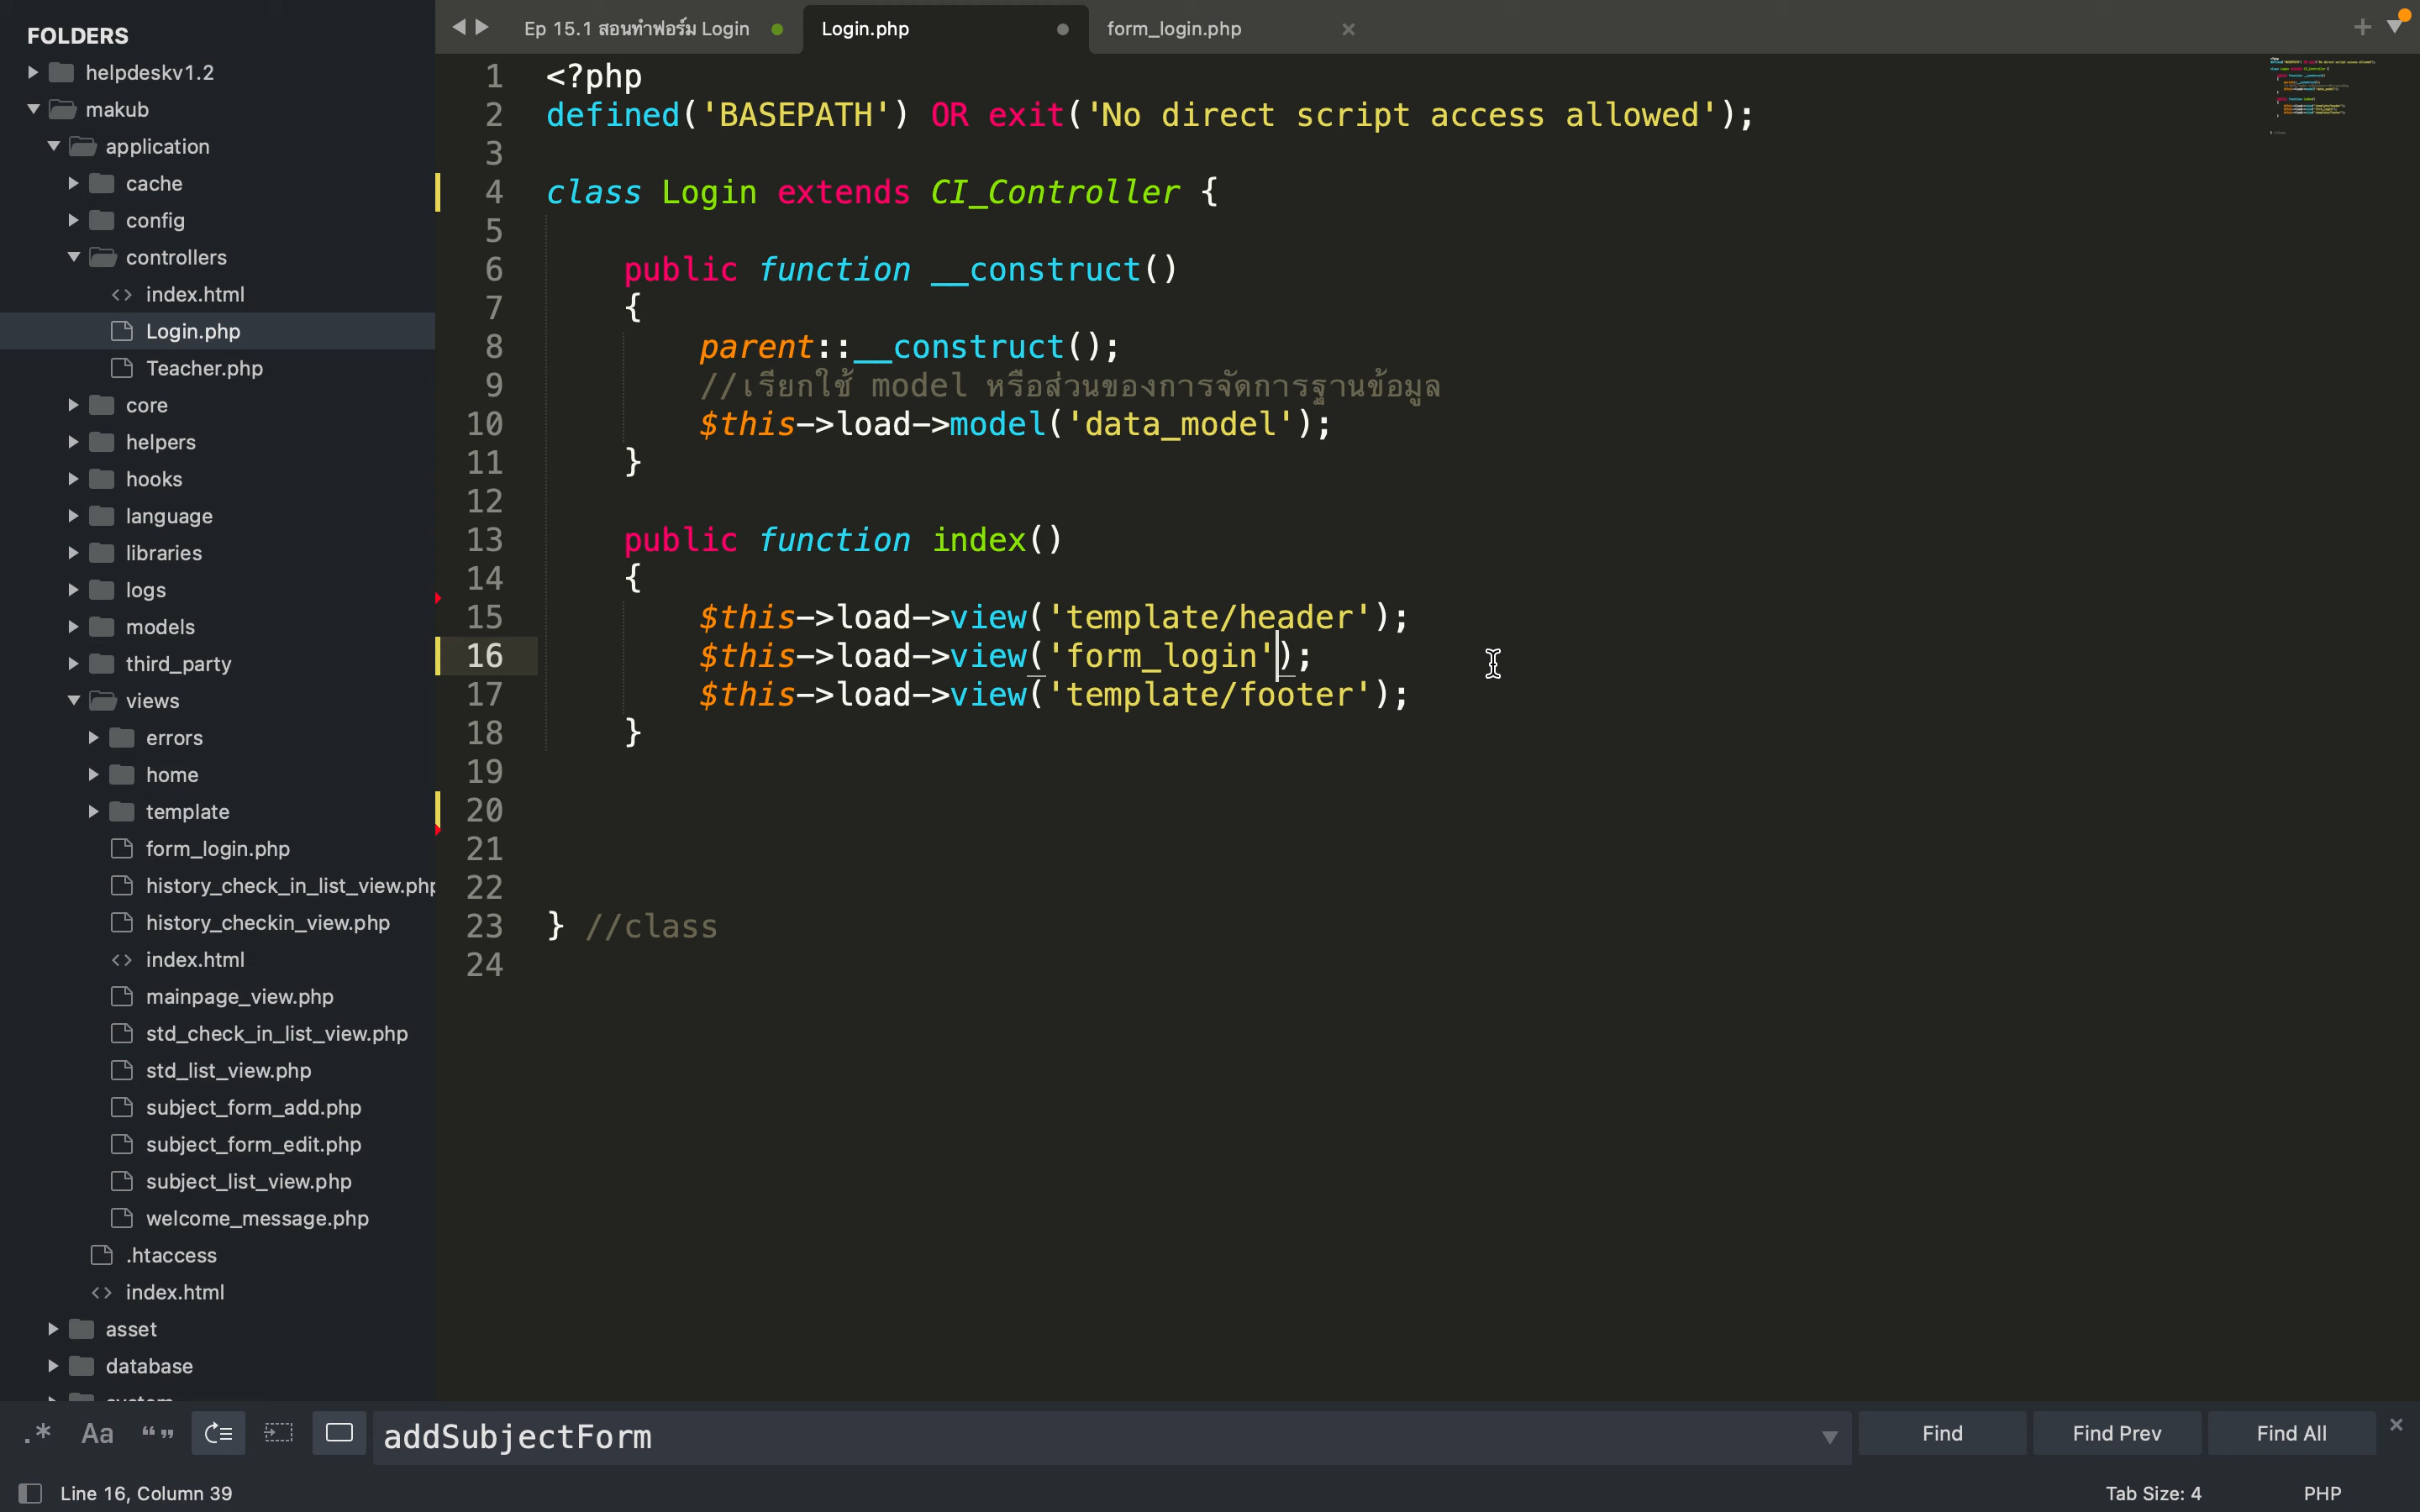 FOLDERS
helpdeskv1.2
makub
application
cache
config
controllers
index.html
Login.php
Teacher.php
core
helpers
hooks
language
libraries
logs
models
third_party
views
errors
home
template
form_login.php
history_check_in_list_view.php
history_checkin_view.php
index.html
mainpage_view.php
std_check_in_list_view.php
std_list_view.php
subject_form_add.php
subject_form_edit.php
subject_list_view.php
welcome_message.php
.htaccess
index.html
asset
database
Ep 15.1 สอนทำฟอร์ม Login
Login.php
form_login.php
1 <?php
2 defined('BASEPATH') OR exit('No direct script access allowed');
3
4 class Login extends CI_Controller {
5
6 public function __construct()
7 {
8 parent::__construct();
9 //เรียกใช้ model หรือส่วนของการจัดการฐานข้อมูล
10 $this->load->model('data_model');
11 }
12
13 public function index()
14 {
15 $this->load->view('template/header');
16 $this->load->view('form_login');
17 $this->load->view('template/footer');
18 }
19
20
21
22
23 } //class
24
.* Aa “ ” addSubjectForm Find Find Prev Find All
Line 16, Column 39 Tab Size: 4 PHP